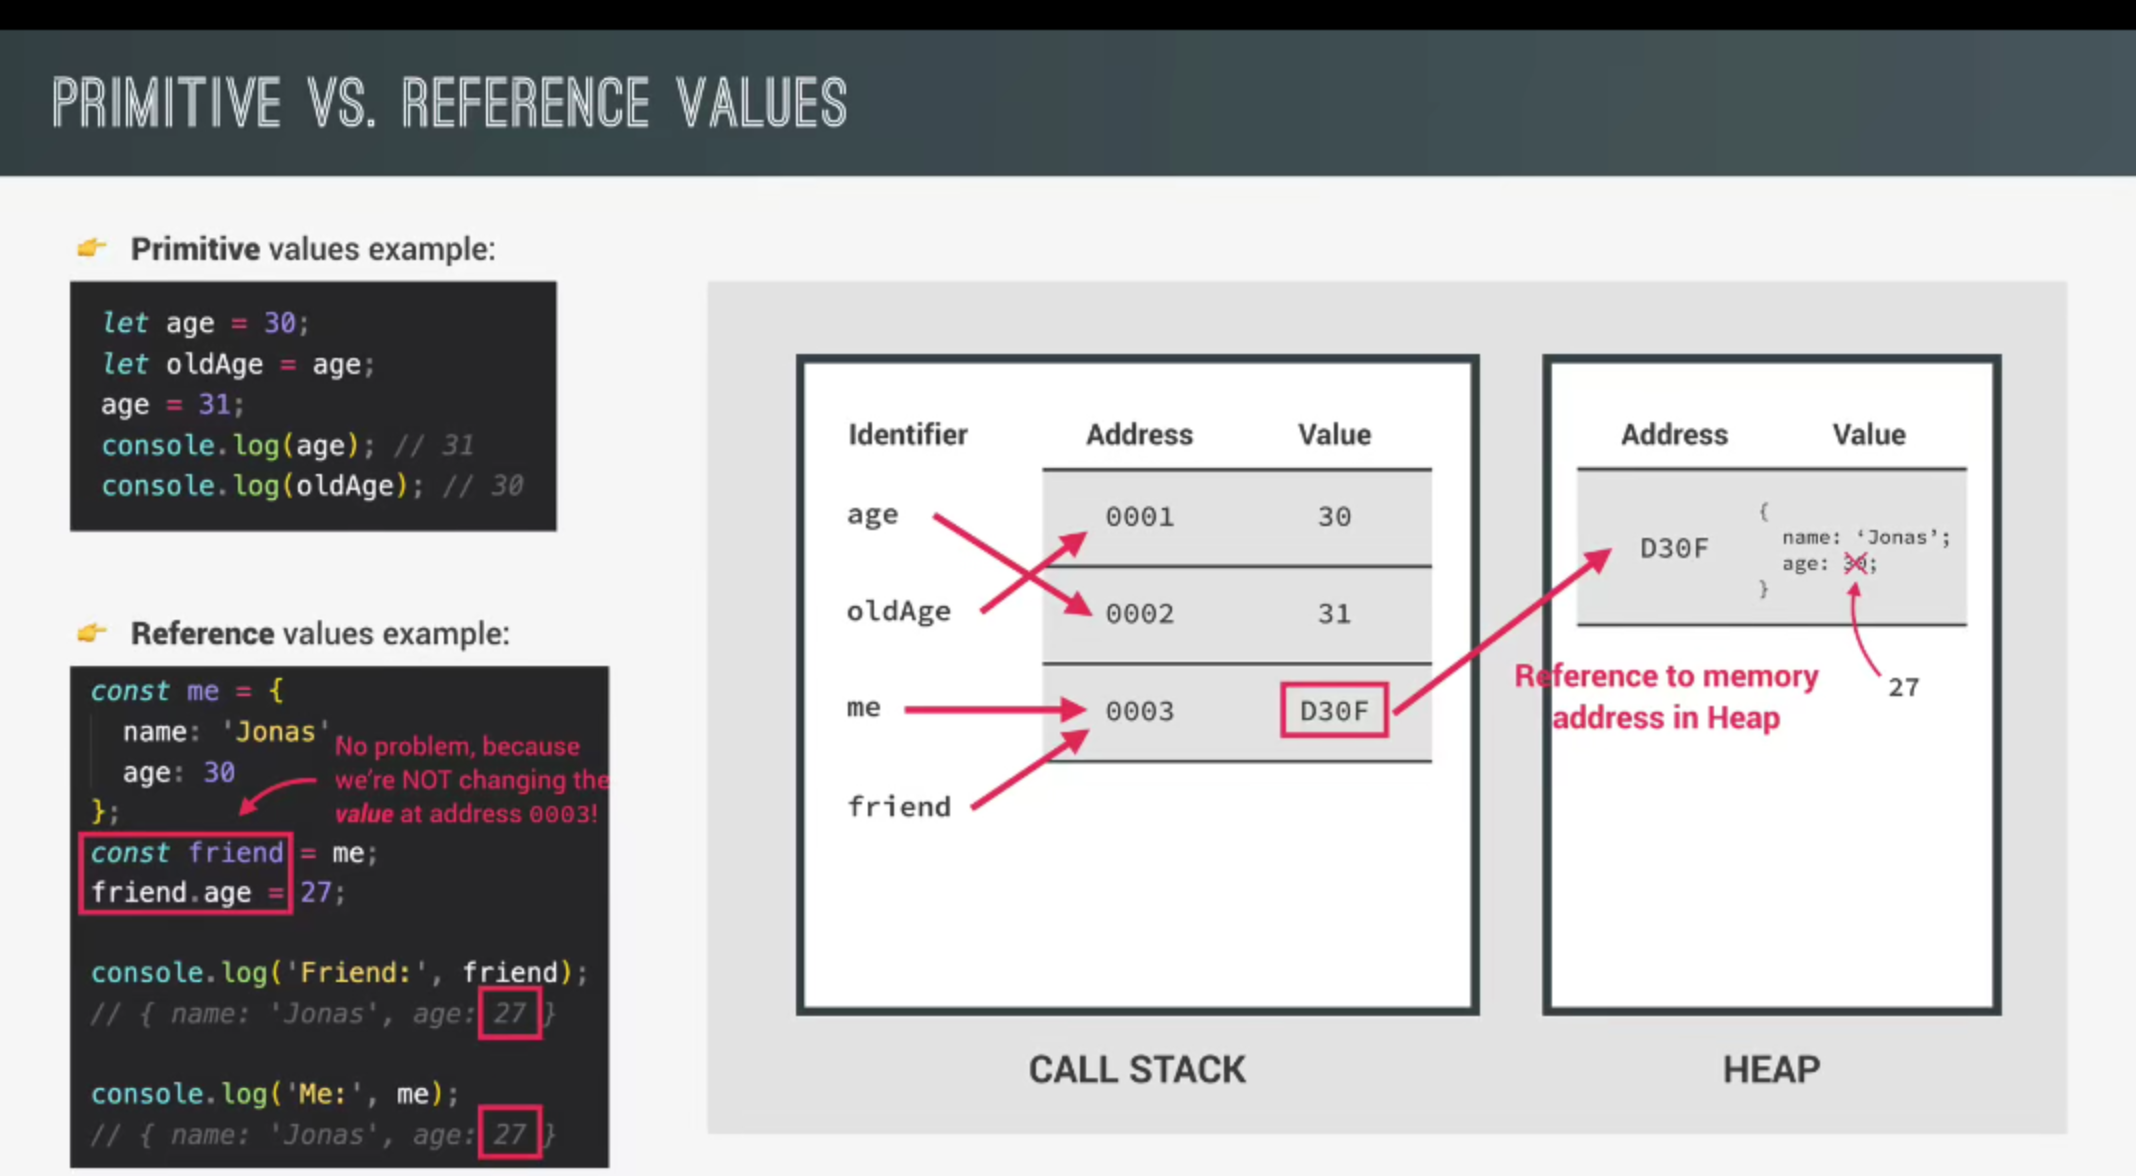 PRIMITIVE VS. REFERENCE VALUES
👉 Primitive values example:
let age = 30;
let oldAge = age;
age = 31;
console.log(age); // 31
console.log(oldAge); // 30
👉 Reference values example:
const me = {
name: 'Jonas',
age: 30
};
const friend = me;
friend.age = 27;
console.log('Friend:', friend);
// { name: 'Jonas', age: 27 }
console.log('Me:', me);
// { name: 'Jonas', age: 27 }
No problem, because
we're NOT changing the
value at address 0003!
Identifier Address Value
age 0001 30
oldAge 0002 31
me 0003 D30F
friend
CALL STACK
Address Value
D30F
{
name: ‘Jonas’;
age: 30;
}
27
Reference to memory
address in Heap
HEAP